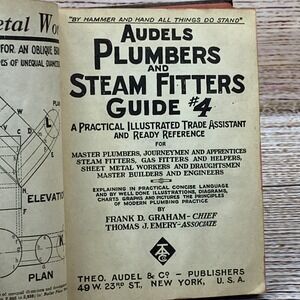 etal Wo
FOR AN OBLIQUE
OF UNEQUAL
PLAN
K
L
M
ELEVATI
PLAN
"BY HAMMER AND HAND ALL THINGS DO STAND"
AUDELS
PLUMBERS
AND
STEAM FITTERS
GUIDE #4
A PRACTICAL ILLUSTRATED TRADE ASSISTANT
AND READY REFERENCE
FOR
MASTER PLUMBERS, JOURNEYMEN AND APPRENTICES
STEAM FITTERS, GAS FITTERS AND HELPERS,
SHEET METAL WORKERS AND DRAUGHTSMEN
MASTER BUILDERS AND ENGINEERS
EXPLAINING IN PRACTICAL CONCISE LANGUAGE
AND BY WELL DONE ILLUSTRATIONS, DIAGRAMS,
CHARTS GRAPHS AND PICTURES THE PRINCIPLES
OF MODERN PLUMBING PRACTICE
BY
FRANK D. GRAHAM-CHIEF
THOMAS J. EMERY-ASSOCIATE
THEO. AUDEL & CO. - PUBLISHERS
49 W. 23RD ST., NEW YORK, U. S. A.